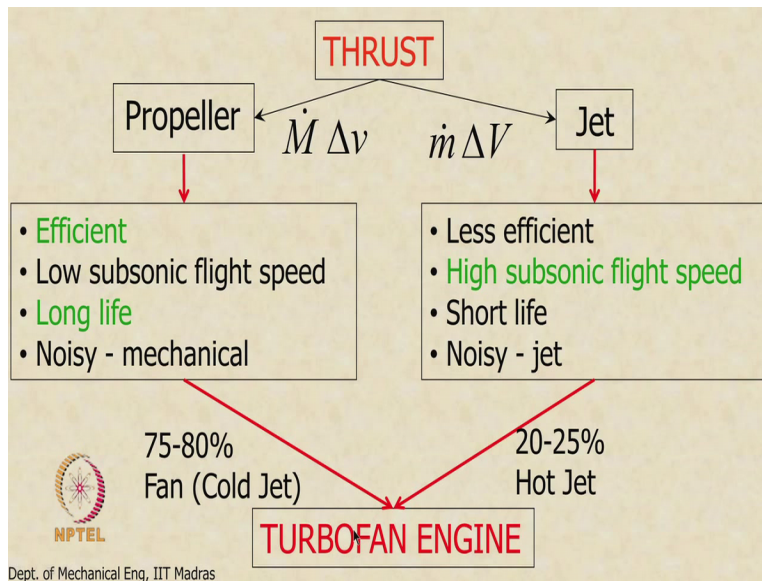 THRUST
Propeller
Jet
Ṁ Δv
ṁ ΔV
• Efficient
• Low subsonic flight speed
• Long life
• Noisy - mechanical
• Less efficient
• High subsonic flight speed
• Short life
• Noisy - jet
75-80%
Fan (Cold Jet)
20-25%
Hot Jet
NPTEL
TURBOFAN ENGINE
Dept. of Mechanical Eng, IIT Madras